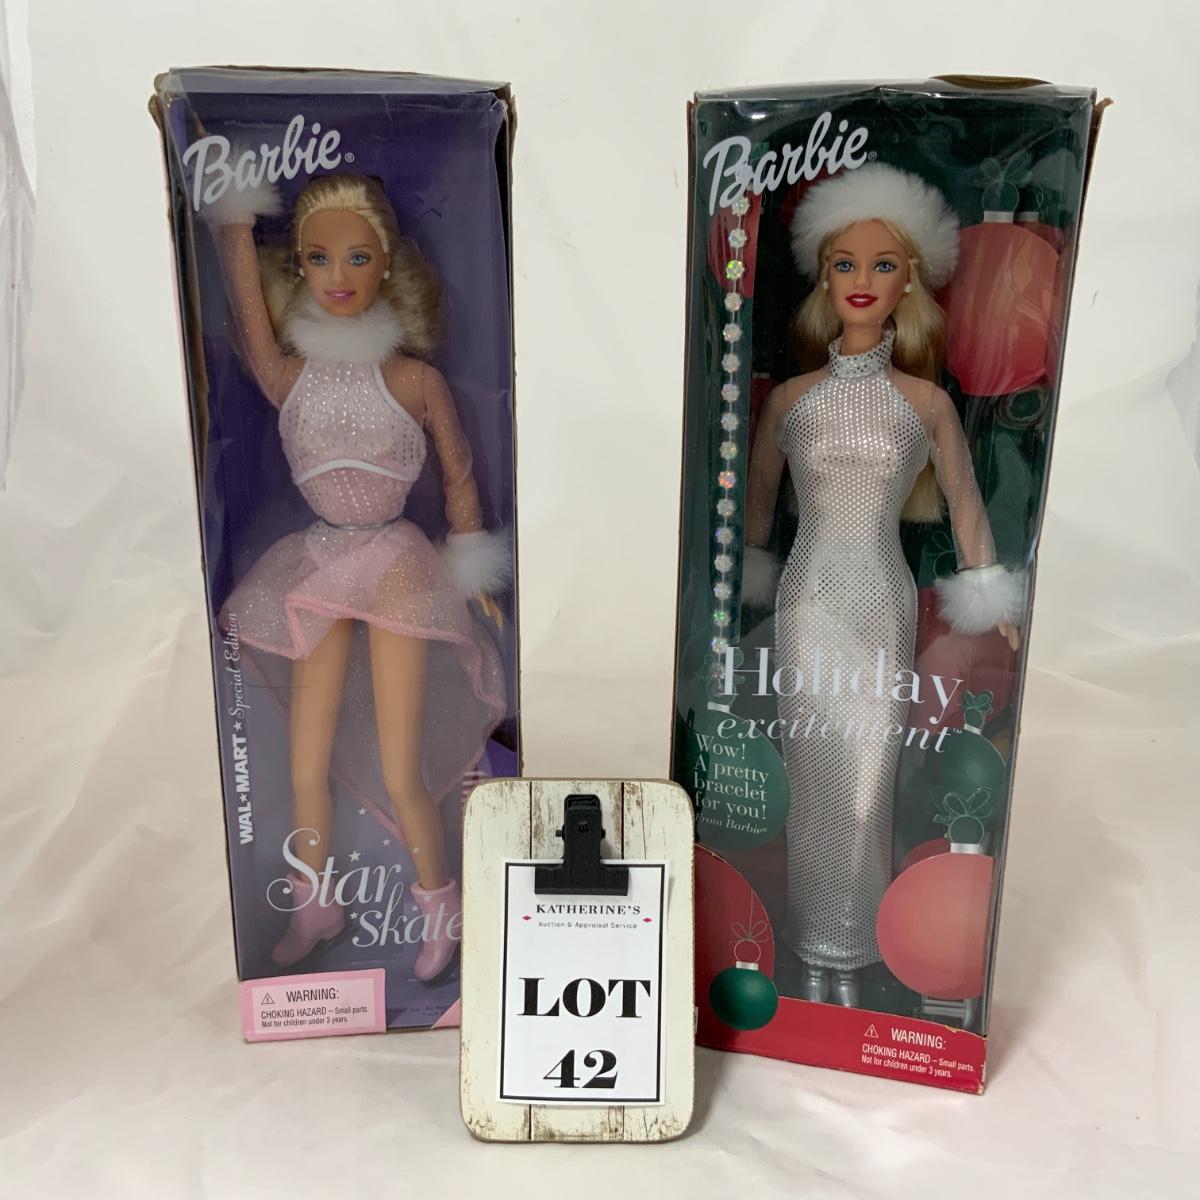 Barbie®
WAL★MART ★ Special Edition
Star
skate
WARNING:
CHOKING HAZARD – Small parts.
Not for children under 3 years.
Barbie®
Holiday
excitement™
Wow!
A pretty
bracelet
for you!
From Barbie®
WARNING:
CHOKING HAZARD – Small parts.
Not for children under 3 years.
KATHERINE'S
Auction & Appraisal Service
LOT
42